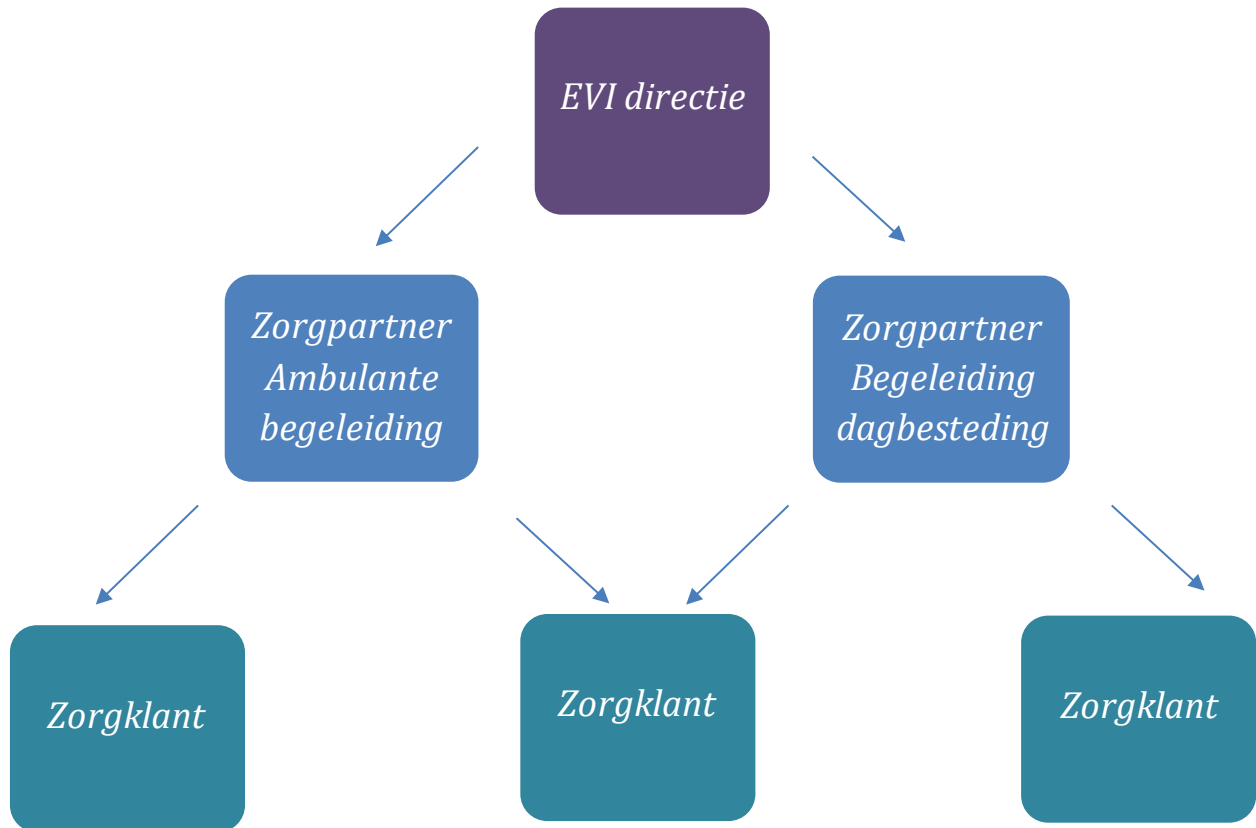 EVI directie
Zorgpartner
Ambulante
begeleiding
Zorgpartner
Begeleiding
dagbesteding
Zorgklant
Zorgklant
Zorgklant